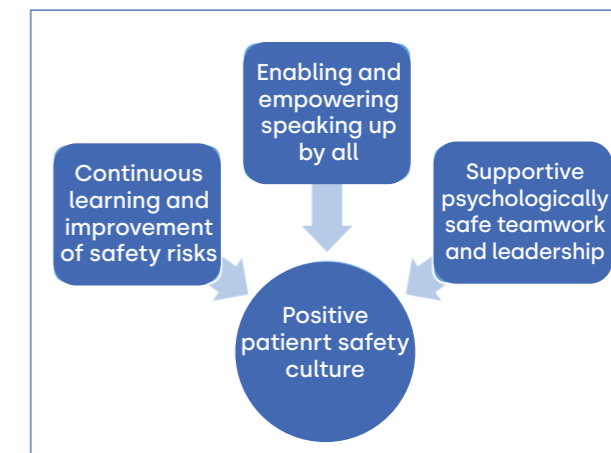 Enabling and
empowering
speaking up
by all
Continuous
learning and
improvement
of safety risks
Supportive
psychologically
safe teamwork
and leadership
Positive
patienrt safety
culture